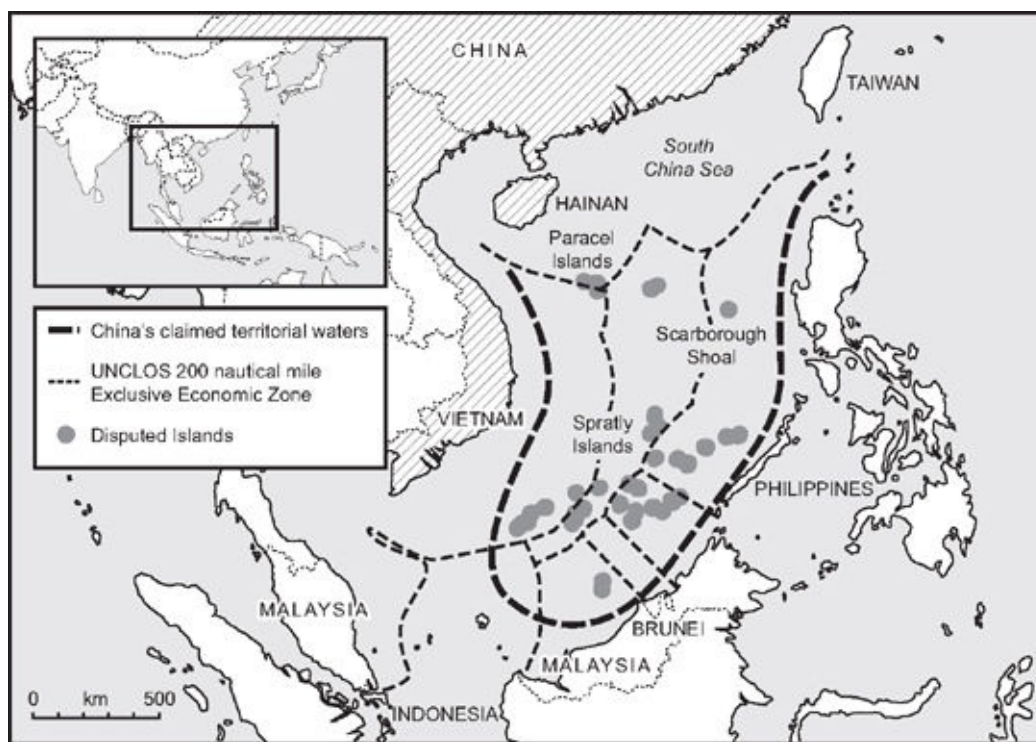 CHINA
TAIWAN
South
China Sea
HAINAN
Paracel
Islands
Scarborough
Shoal
China's claimed territorial waters
UNCLOS 200 nautical mile
Exclusive Economic Zone
Disputed Islands
VIETNAM
Spratly
Islands
PHILIPPINES
MALAYSIA
BRUNEI
MALAYSIA
INDONESIA
0 km 500